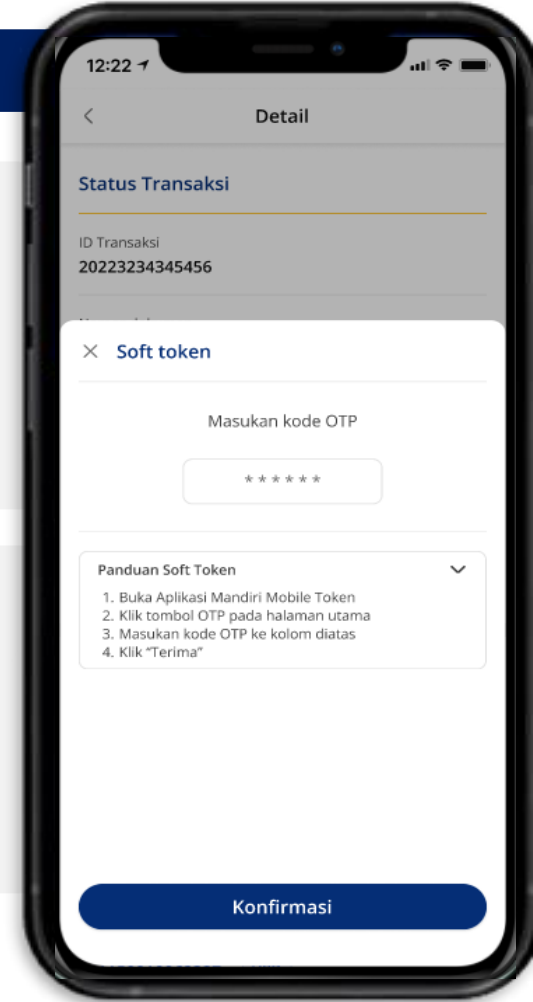 12:22
Detail
Status Transaksi
ID Transaksi
20223234345456
Soft token
Masukan kode OTP
******
Panduan Soft Token
1. Buka Aplikasi Mandiri Mobile Token
2. Klik tombol OTP pada halaman utama
3. Masukan kode OTP ke kolom diatas
4. Klik “Terima”
Konfirmasi